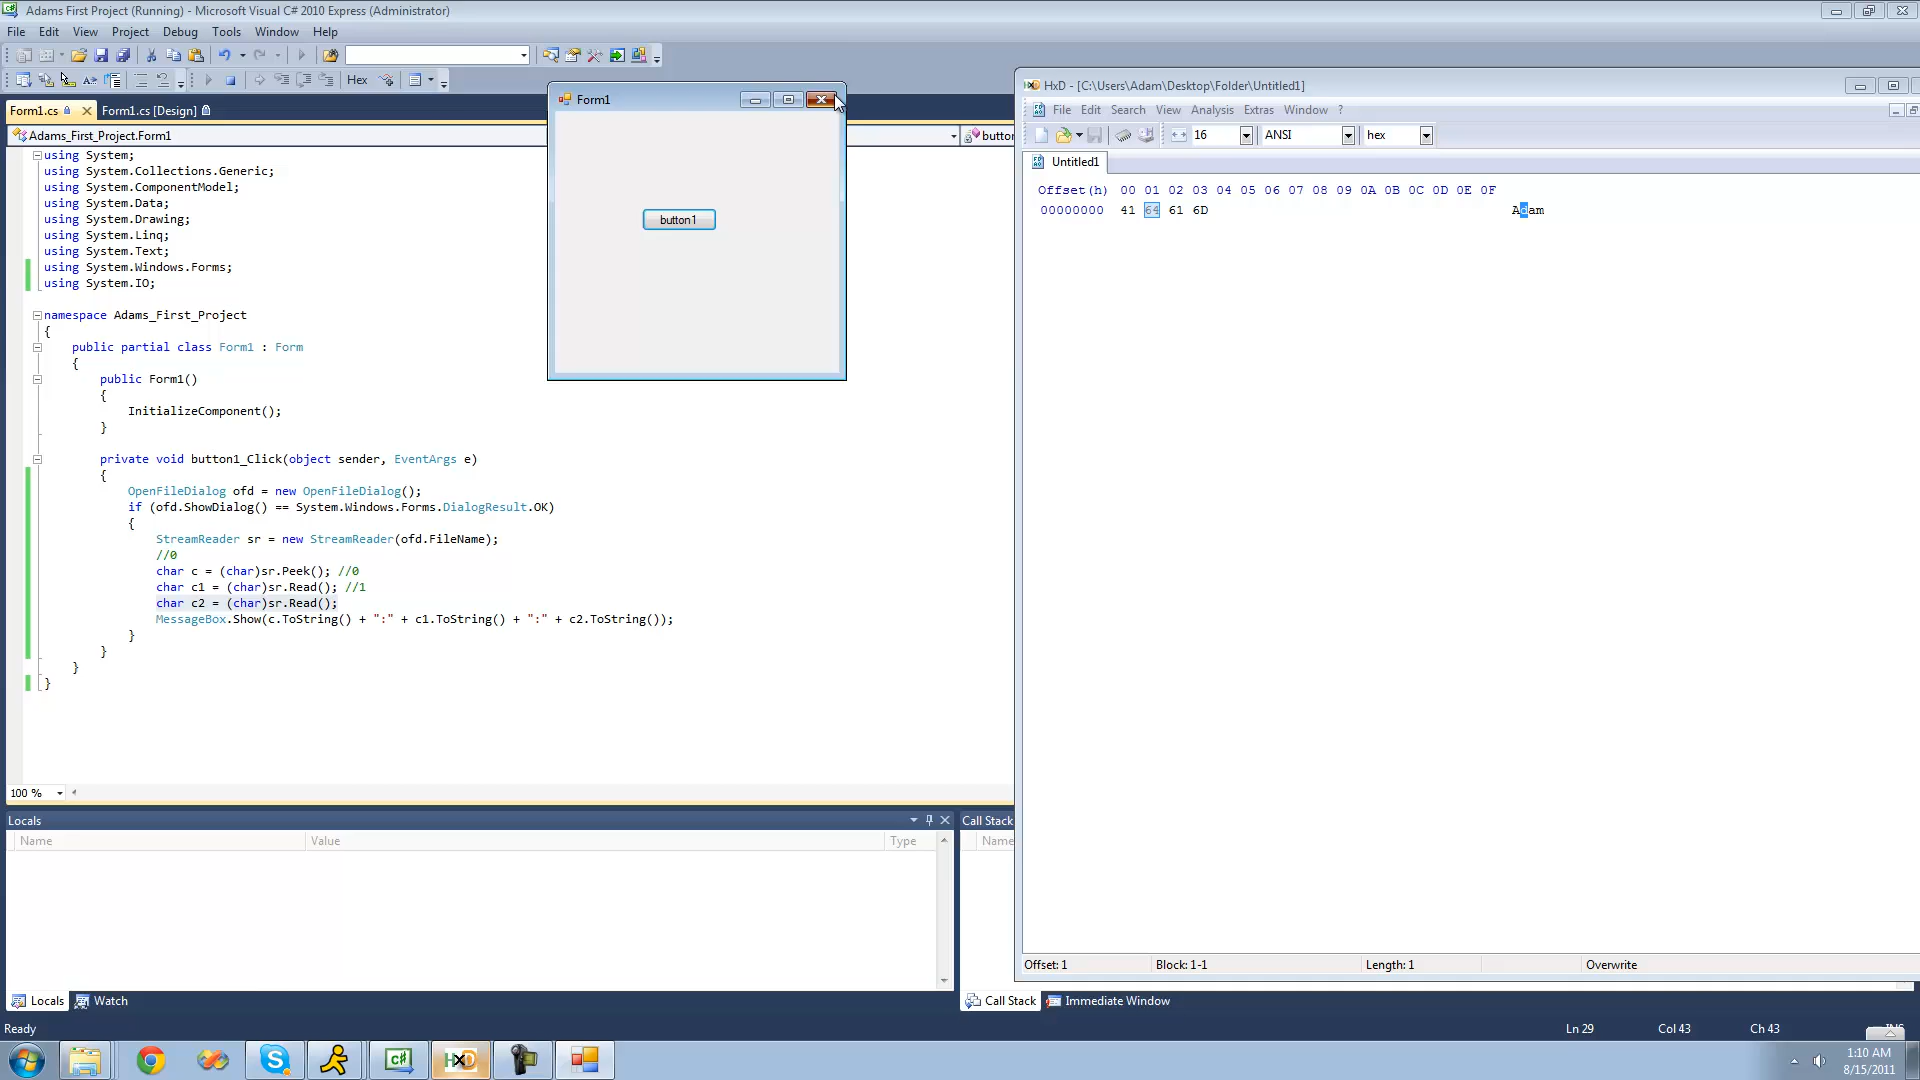 Adams First Project (Running) - Microsoft Visual C# 2010 Express (Administrator)
File Edit View Project Debug Tools Window Help
Hex
Form1.cs Form1.cs [Design]
Adams_First_Project.Form1
button
using System;
using System.Collections.Generic;
using System.ComponentModel;
using System.Data;
using System.Drawing;
using System.Linq;
using System.Text;
using System.Windows.Forms;
using System.IO;
namespace Adams_First_Project
{
public partial class Form1 : Form
{
public Form1()
{
InitializeComponent();
}
private void button1_Click(object sender, EventArgs e)
{
OpenFileDialog ofd = new OpenFileDialog();
if (ofd.ShowDialog() == System.Windows.Forms.DialogResult.OK)
{
StreamReader sr = new StreamReader(ofd.FileName);
//0
char c = (char)sr.Peek(); //0
char c1 = (char)sr.Read(); //1
char c2 = (char)sr.Read();
MessageBox.Show(c.ToString() + ":" + c1.ToString() + ":" + c2.ToString());
}
}
}
}
100 %
Form1
button1
HxD - [C:\Users\Adam\Desktop\Folder\Untitled1]
File Edit Search View Analysis Extras Window ?
16 ANSI hex
Untitled1
Offset(h) 00 01 02 03 04 05 06 07 08 09 0A 0B 0C 0D 0E 0F
00000000 41 64 61 6D Adam
Offset: 1 Block: 1-1 Length: 1 Overwrite
Locals
Name Value Type
Call Stack
Name
Locals Watch
Call Stack Immediate Window
Ready Ln 29 Col 43 Ch 43
1:10 AM
8/15/2011